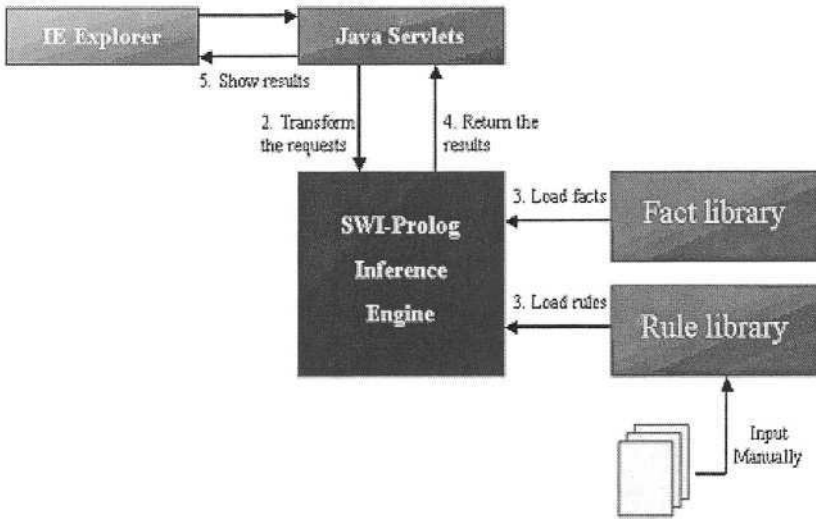 IE Explorer
Java Servlets
5. Show results
2. Transform
the requests
4. Return the
results
SWI-Prolog
Inference
Engine
3. Load facts
Fact library
3. Load rules
Rule library
Input
Manually